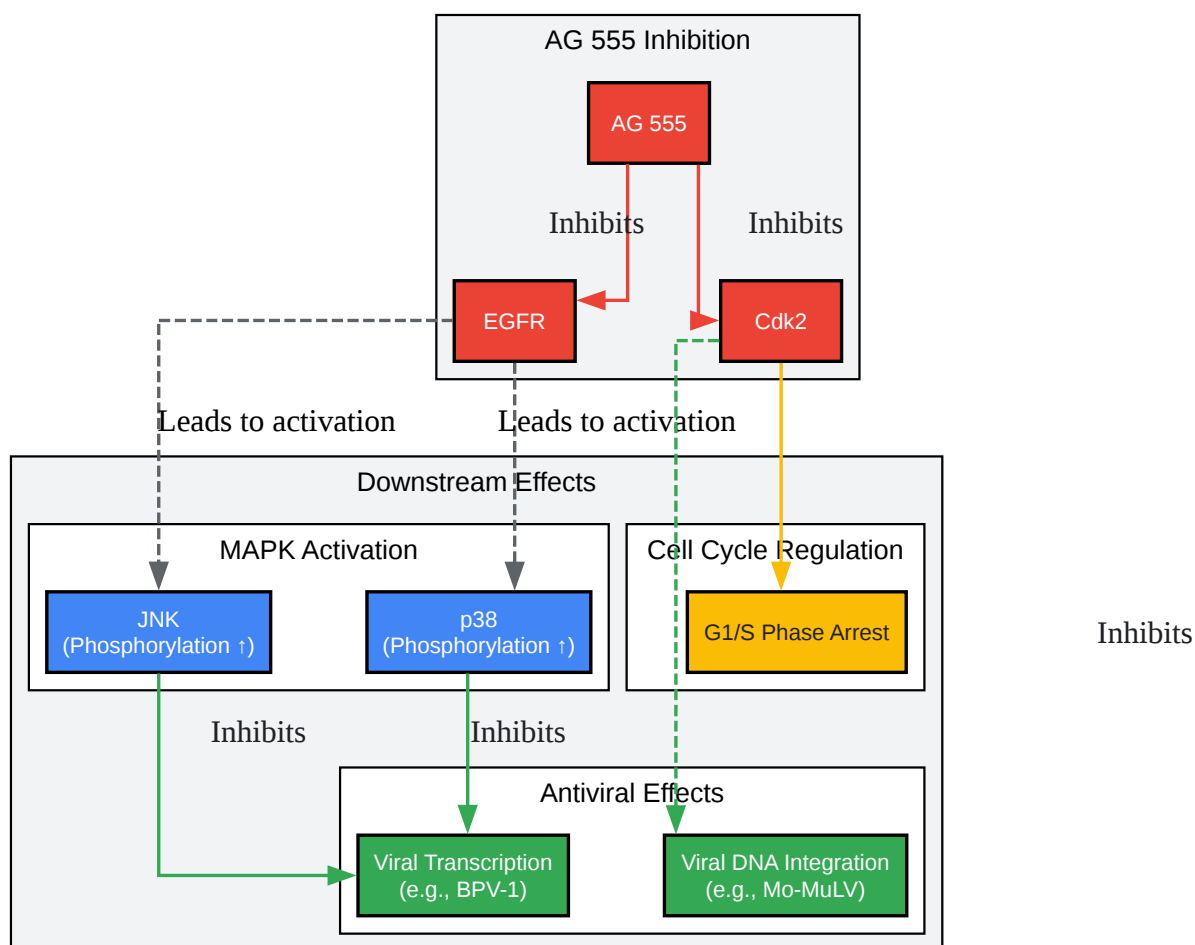 AG 555 Inhibition
AG 555
Inhibits
Inhibits
EGFR
Cdk2
Leads to activation
Leads to activation
Downstream Effects
MAPK Activation
Cell Cycle Regulation
JNK
(Phosphorylation ↑)
p38
(Phosphorylation ↑)
G1/S Phase Arrest
Inhibits
Inhibits
Inhibits
Antiviral Effects
Viral Transcription
(e.g., BPV-1)
Viral DNA Integration
(e.g., Mo-MuLV)